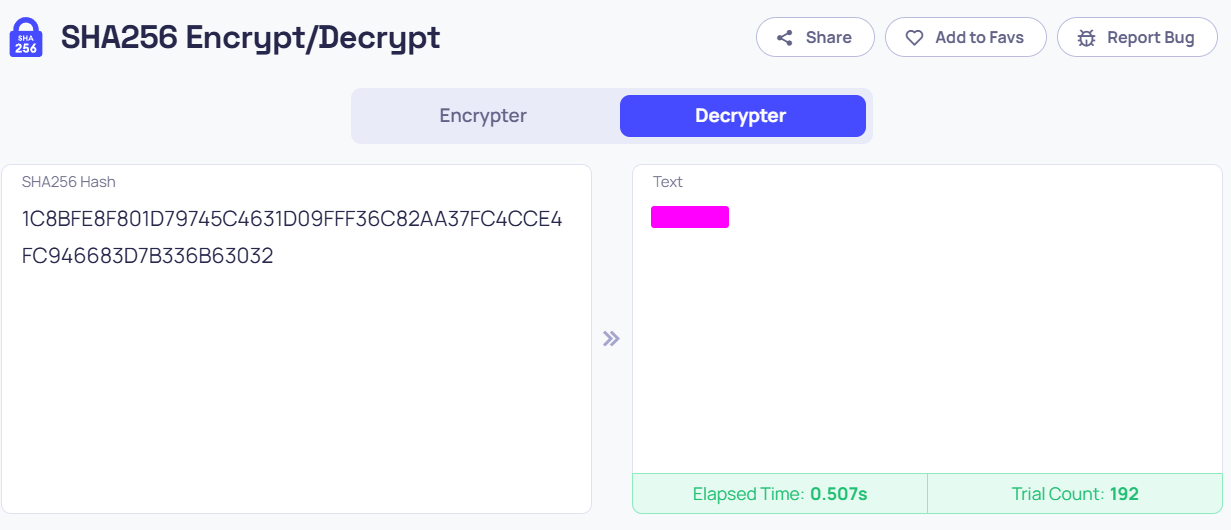 SHA
256
SHA256 Encrypt/Decrypt
Share
Add to Favs
Report Bug
Encrypter
Decrypter
SHA256 Hash
1C8BFE8F801D79745C4631D09FFF36C82AA37FC4CCE4
FC946683D7B336B63032
Text
Elapsed Time: 0.507s
Trial Count: 192